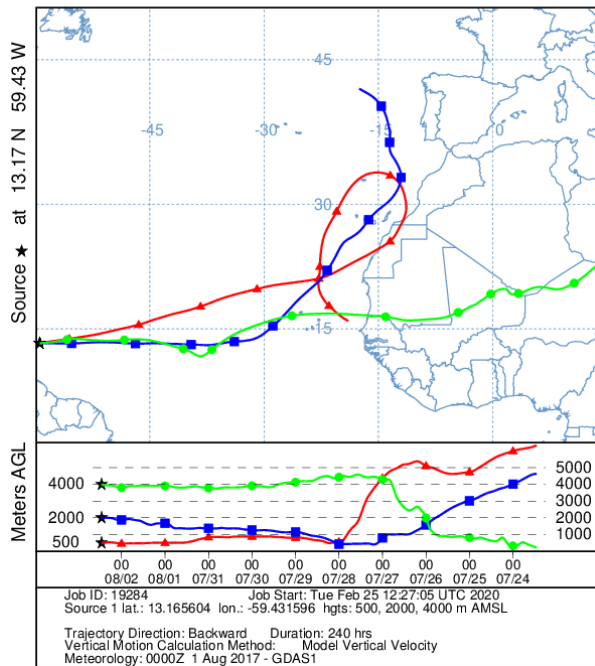 Source ★ at 13.17 N 59.43 W
45
-45
-30
-15
0
30
15
Meters AGL
4000
2000
500
5000
4000
3000
2000
1000
00 00 00 00 00 00 00 00 00 00
08/02 08/01 07/31 07/30 07/29 07/28 07/27 07/26 07/25 07/24
Job ID: 19284 Job Start: Tue Feb 25 12:27:05 UTC 2020
Source 1 lat.: 13.165604 lon.: -59.431596 hgts: 500, 2000, 4000 m AMSL
Trajectory Direction: Backward Duration: 240 hrs
Vertical Motion Calculation Method: Model Vertical Velocity
Meteorology: 0000Z 1 Aug 2017 - GDAS1